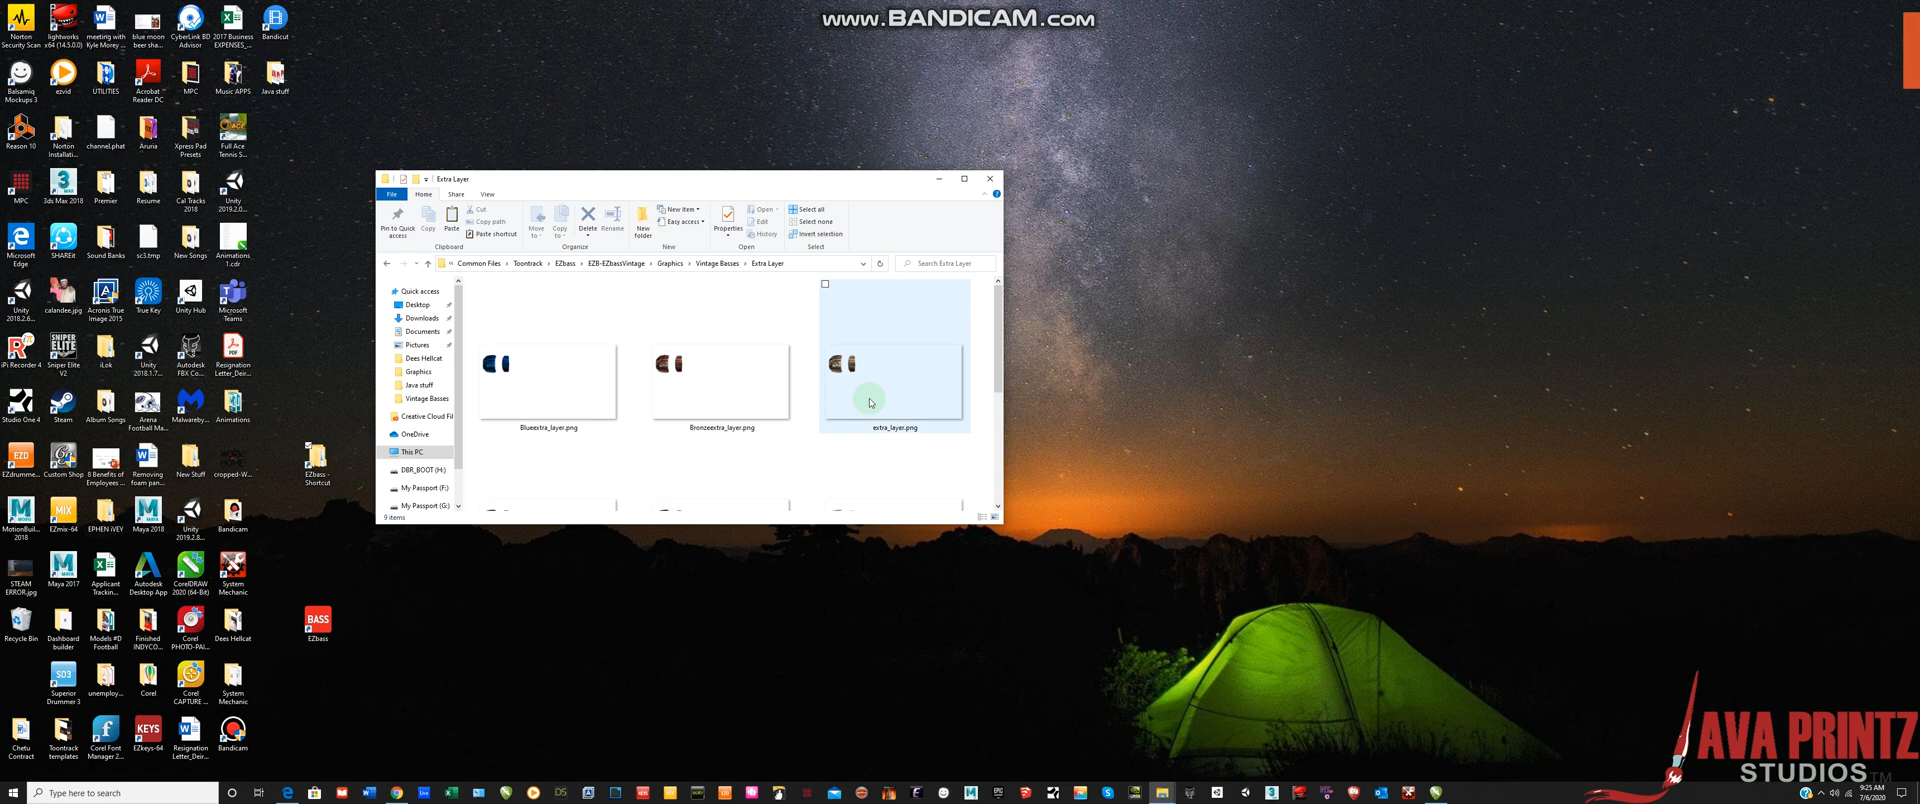 WWW.BANDICAM.COM
Norton Security Scan
lightworks x64 (14.5.0.0)
meeting with Kyle Morey ...
blue moon beer sha...
CyberLink BD Advisor
2017 Business EXPENSES_...
Bandicut
Balsamiq Mockups 3
ezvid
UTILITIES
Acrobat Reader DC
MPC
Music APPS
Java stuff
Reason 10
Norton Installati...
channel.phat
Aruria
Xpress Pad Presets
Full Ace Tennis S...
MPC
3ds Max 2018
Premier
Resume
Cal Tracks 2018
Unity 2019.2.0...
Microsoft Edge
SHAREit
Sound Banks
sc3.tmp
New Songs
Animations 1.cdr
Unity 2018.2.6...
calandee.jpg
Acronis True Image 2015
True Key
Unity Hub
Microsoft Teams
iPi Recorder 4
Sniper Elite V2
iLok
Unity 2018.1.7...
Autodesk FBX Co...
Resignation Letter_Deir...
Studio One 4
Steam
Album Songs
Arena Football Ma...
Malwareby...
Animations
EZdrumme...
Custom Shop
8 Benefits of Employees ...
Removing foam pan...
New Stuff
cropped-W...
EZbass - Shortcut
MotionBuil... 2018
EZmix-64
EPHEN IVEY
Maya 2018
Unity 2019.2.8...
Bandicam
STEAM ERROR.jpg
Maya 2017
Applicant Trackin...
Autodesk Desktop App
CorelDRAW 2020 (64-Bit)
System Mechanic
Recycle Bin
Dashboard builder
Models #D Football
Finished INDYCO...
Corel PHOTO-PAI...
Dees Hellcat
BASS
EZbass
Superior Drummer 3
unemploy...
Corel
Corel CAPTURE ...
System Mechanic
Chetu Contract
Toontrack templates
Corel Font Manager 2...
EZkeys-64
Resignation Letter_Deir...
Bandicam
Extra Layer
File Home Share View
Pin to Quick access
Copy
Paste
Cut
Copy path
Paste shortcut
Clipboard
Move to
Copy to
Delete
Rename
Organize
New folder
New item
Easy access
New
Properties
Open
Edit
History
Open
Select all
Select none
Invert selection
Select
« Common Files > Toontrack > EZbass > EZB-EZbassVintage > Graphics > Vintage Basses > Extra Layer
Search Extra Layer
Quick access
Desktop
Downloads
Documents
Pictures
Dees Hellcat
Graphics
Java stuff
Vintage Basses
Creative Cloud Fil
OneDrive
This PC
DBR_BOOT (H:)
My Passport (F:)
My Passport (G:)
Blueextra_layer.png
Bronzeextra_layer.png
extra_layer.png
9 items
AVA PRINTZ
STUDIOS™
Type here to search
9:25 AM
7/6/2020